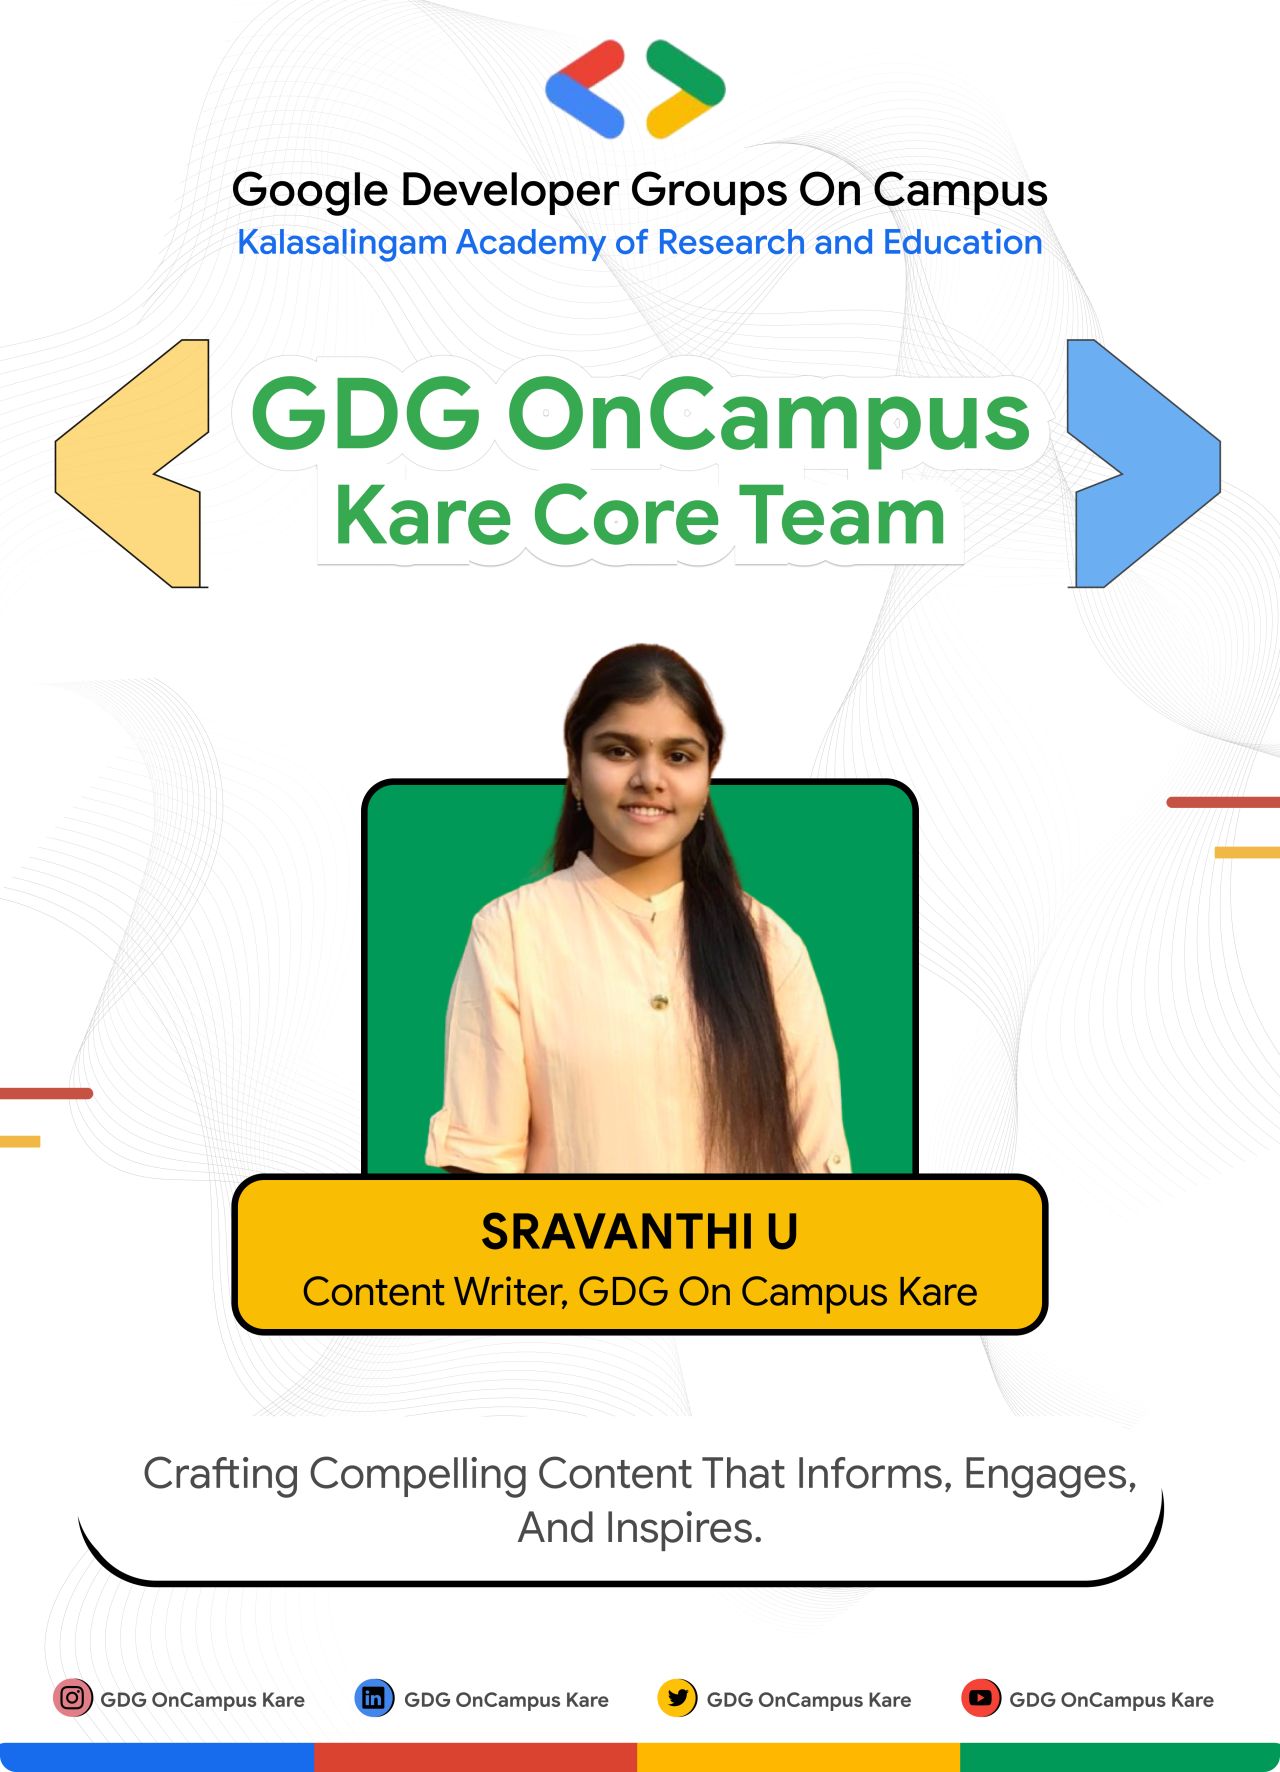 Google Developer Groups On Campus
Kalasalingam Academy of Research and Education
GDG OnCampus
Kare Core Team
SRAVANTHI U
Content Writer, GDG On Campus Kare
Crafting Compelling Content That Informs, Engages,
And Inspires.
GDG OnCampus Kare GDG OnCampus Kare GDG OnCampus Kare GDG OnCampus Kare